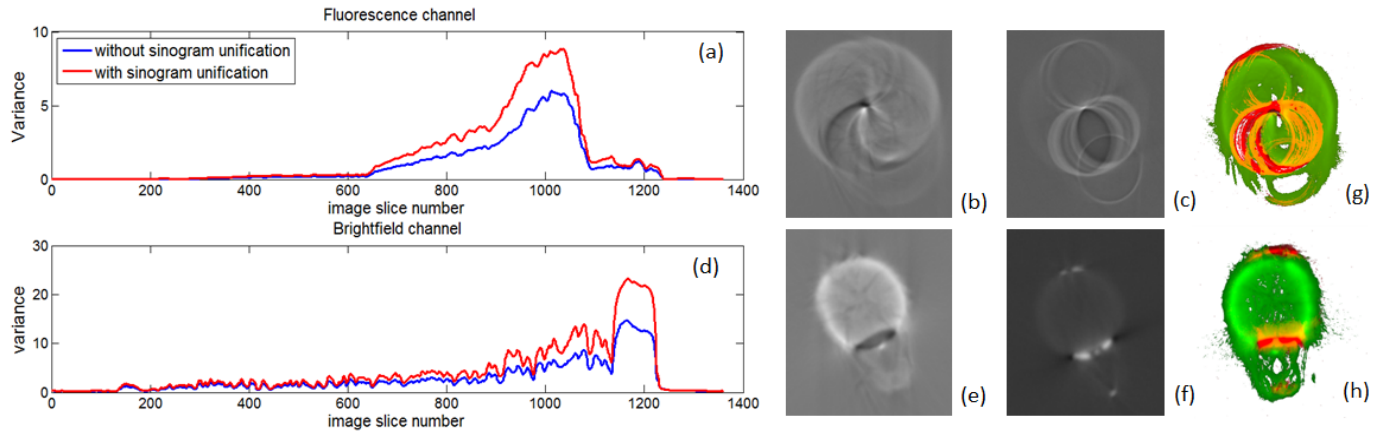 Fluorescence channel
10
5
0
Variance
without sinogram unification
with sinogram unification
(a)
0 200 400 600 800 1000 1200 1400
image slice number
Brightfield channel
30
20
10
0
variance
(d)
0 200 400 600 800 1000 1200 1400
image slice number
(b)
(c)
(g)
(e)
(f)
(h)